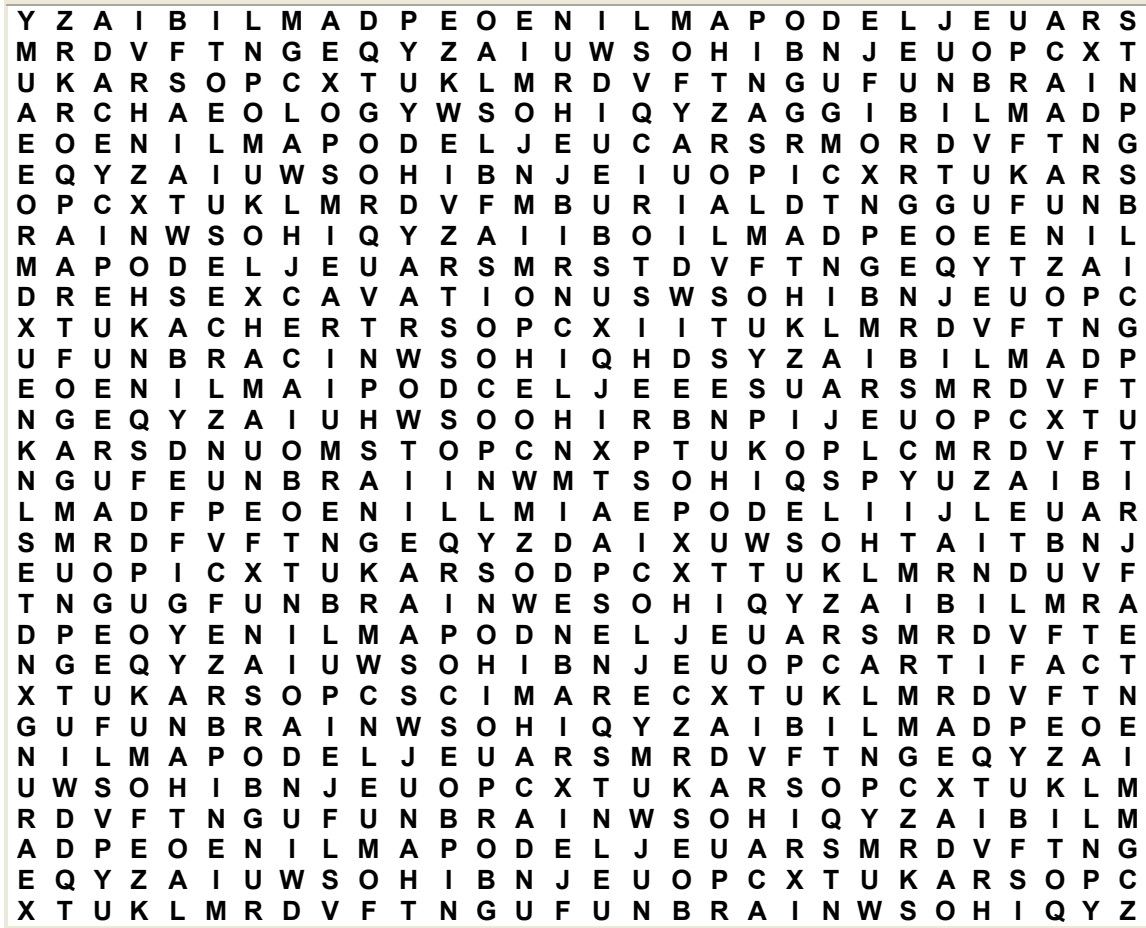 Y Z A I B I L M A D P E O E N I L M A P O D E L J E U A R S
M R D V F T N G E Q Y Z A I U W S O H I B N J E U O P C X T
U K A R S O P C X T U K L M R D V F T N G U F U N B R A I N
A R C H A E O L O G Y W S O H I Q Y Z A G G I B I L M A D P
E O E N I L M A P O D E L J E U C A R S R M O R D V F T N G
E Q Y Z A I U W S O H I B N J E I U O P I C X R T U K A R S
O P C X T U K L M R D V F M B U R I A L D T N G G U F U N B
R A I N W S O H I Q Y Z A I I B O I L M A D P E O E E N I L
M A P O D E L J E U A R S M R S T D V F T N G E Q Y T Z A I
D R E H S E X C A V A T I O N U S W S O H I B N J E U O P C
X T U K A C H E R T R S O P C X I I T U K L M R D V F T N G
U F U N B R A C I N W S O H I Q H D S Y Z A I B I L M A D P
E O E N I L M A I P O D C E L J E E E S U A R S M R D V F T
N G E Q Y Z A I U H W S O O H I R B N P I J E U O P C X T U
K A R S D N U O M S T O P C N X P T U K O P L C M R D V F T
N G U F E U N B R A I I N W M T S O H I Q S P Y U Z A I B I
L M A D F P E O E N I L L M I A E P O D E L I I J L E U A R
S M R D F V F T N G E Q Y Z D A I X U W S O H T A I T B N J
E U O P I C X T U K A R S O D P C X T T U K L M R N D U V F
T N G U G F U N B R A I N W E S O H I Q Y Z A I B I L M R A
D P E O Y E N I L M A P O D N E L J E U A R S M R D V F T E
N G E Q Y Z A I U W S O H I B N J E U O P C A R T I F A C T
X T U K A R S O P C S C I M A R E C X T U K L M R D V F T N
G U F U N B R A I N W S O H I Q Y Z A I B I L M A D P E O E
N I L M A P O D E L J E U A R S M R D V F T N G E Q Y Z A I
U W S O H I B N J E U O P C X T U K A R S O P C X T U K L M
R D V F T N G U F U N B R A I N W S O H I Q Y Z A I B I L M
A D P E O E N I L M A P O D E L J E U A R S M R D V F T N G
E Q Y Z A I U W S O H I B N J E U O P C X T U K A R S O P C
X T U K L M R D V F T N G U F U N B R A I N W S O H I Q Y Z